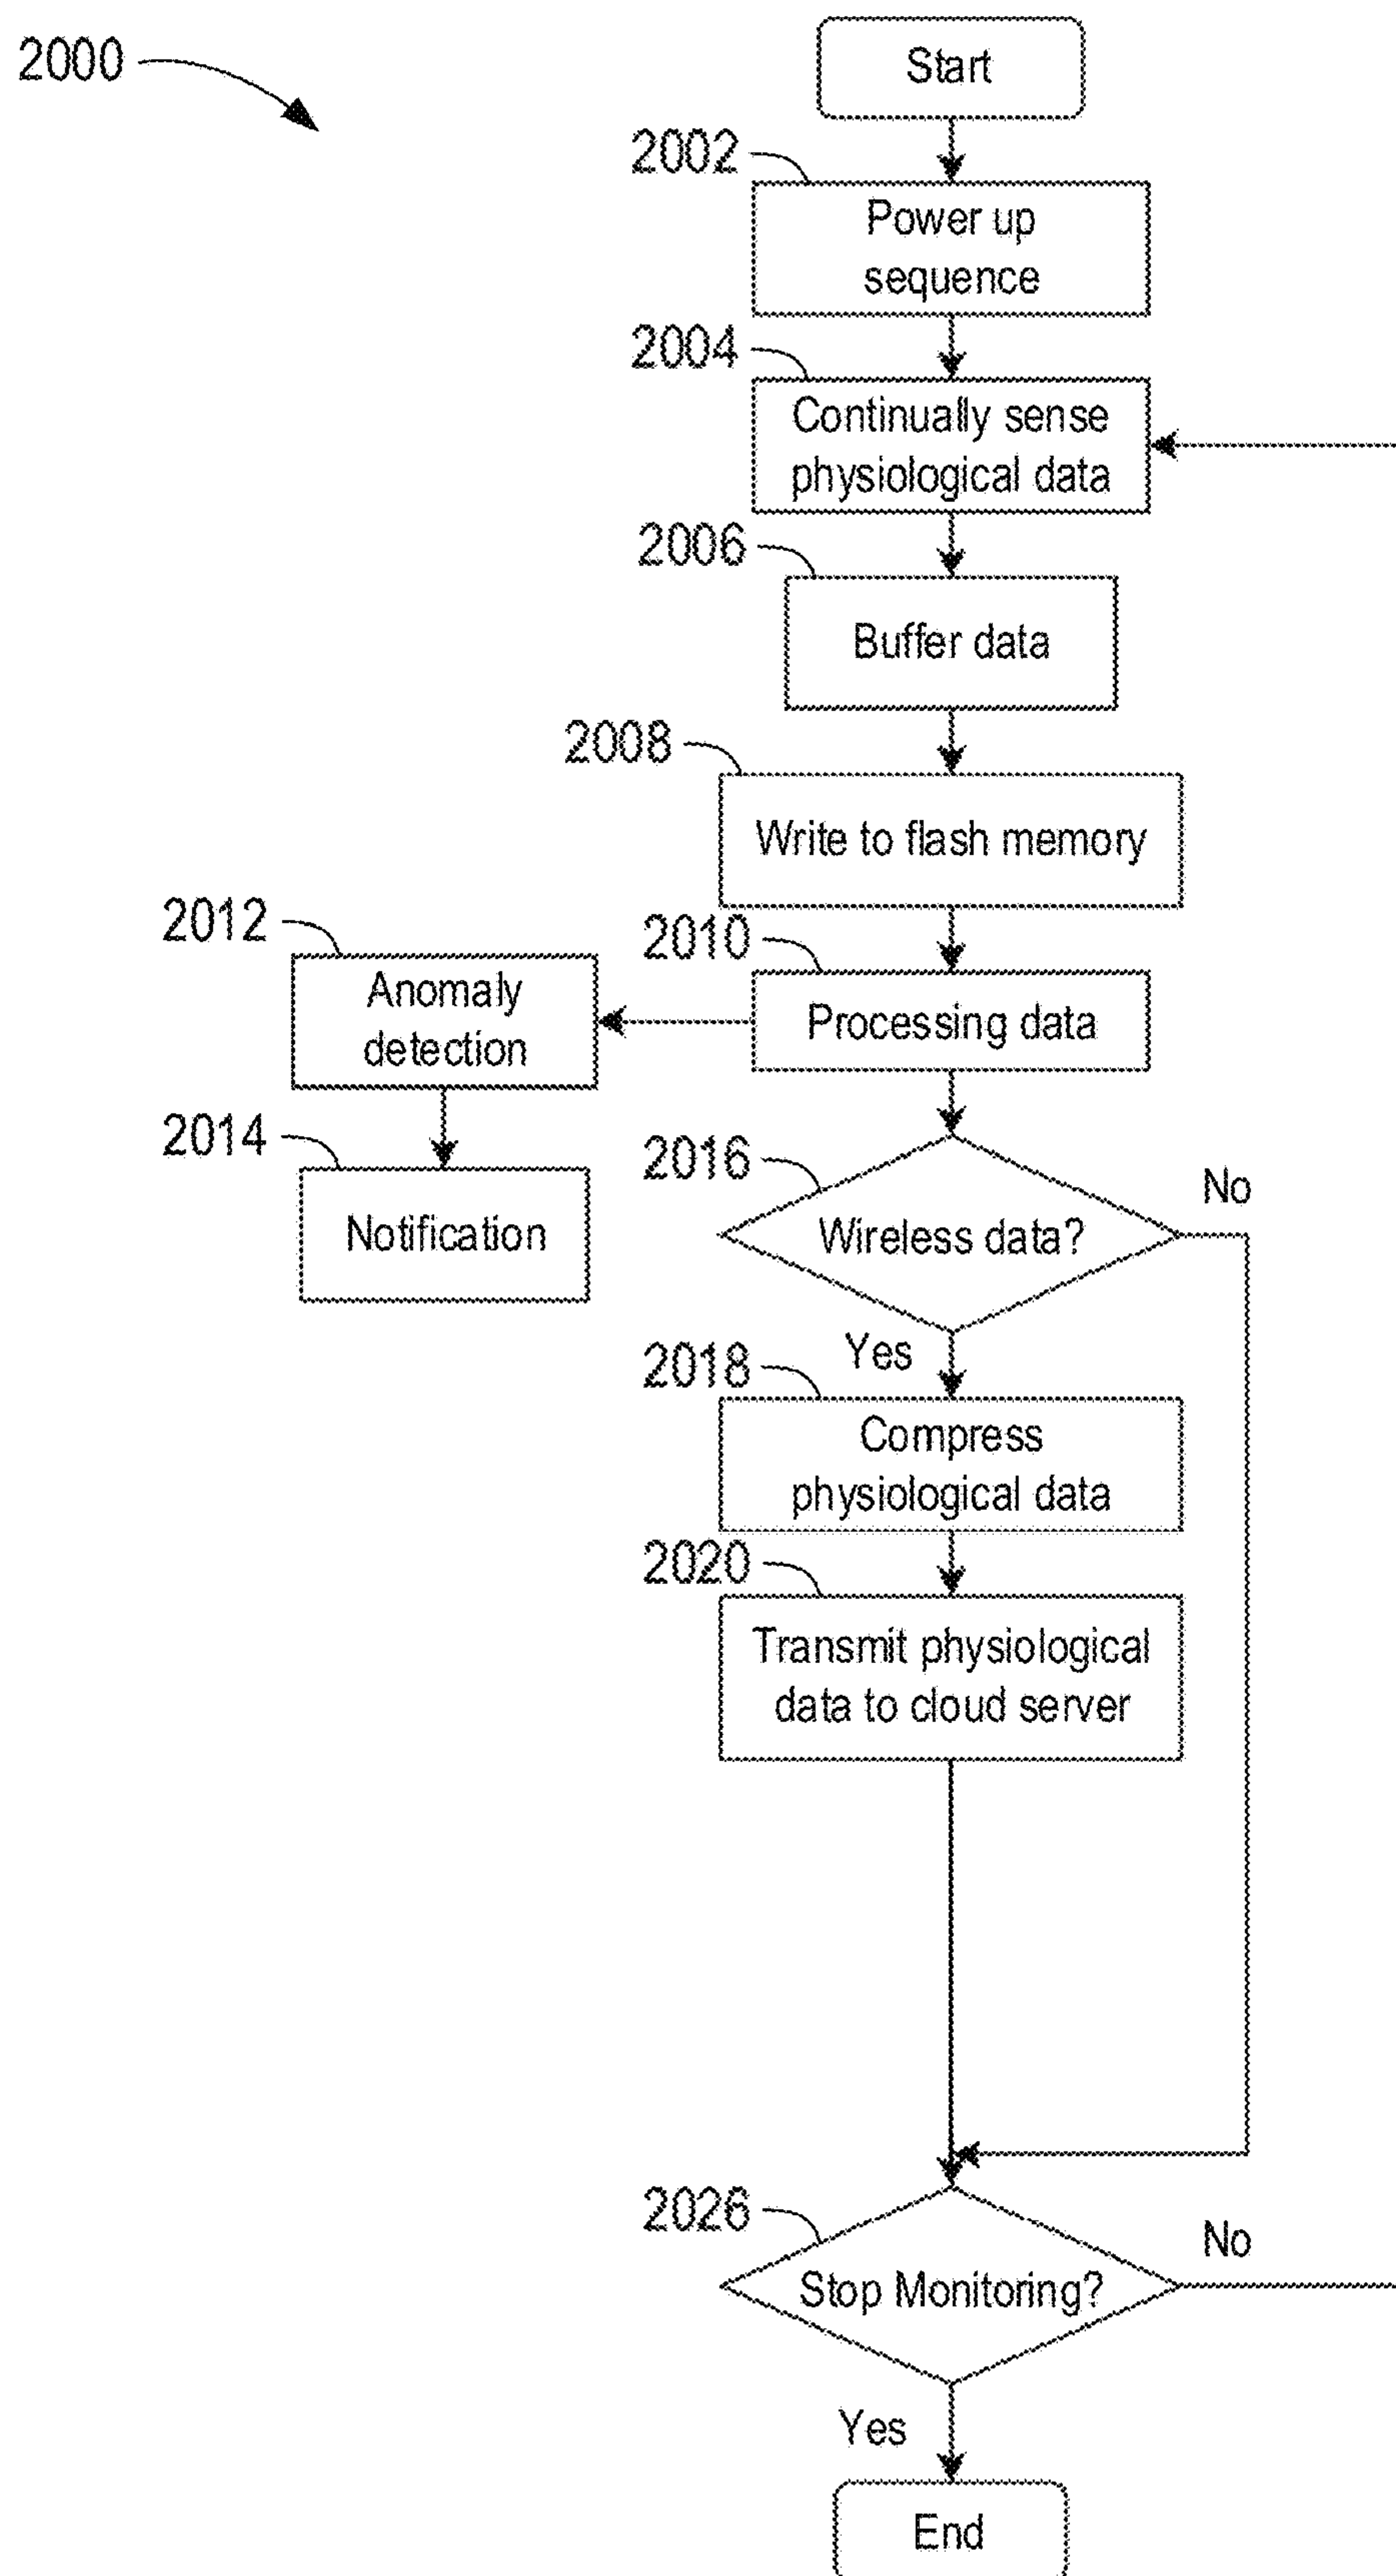 2000
Start
2002
Power up
sequence
2004
Continually sense
physiological data
2006
Buffer data
2008
Write to flash memory
2012
Anomaly
detection
2010
Processing data
2014
Notification
2016
Wireless data?
No
Yes
2018
Compress
physiological data
2020
Transmit physiological
data to cloud server
2026
Stop Monitoring?
No
Yes
End